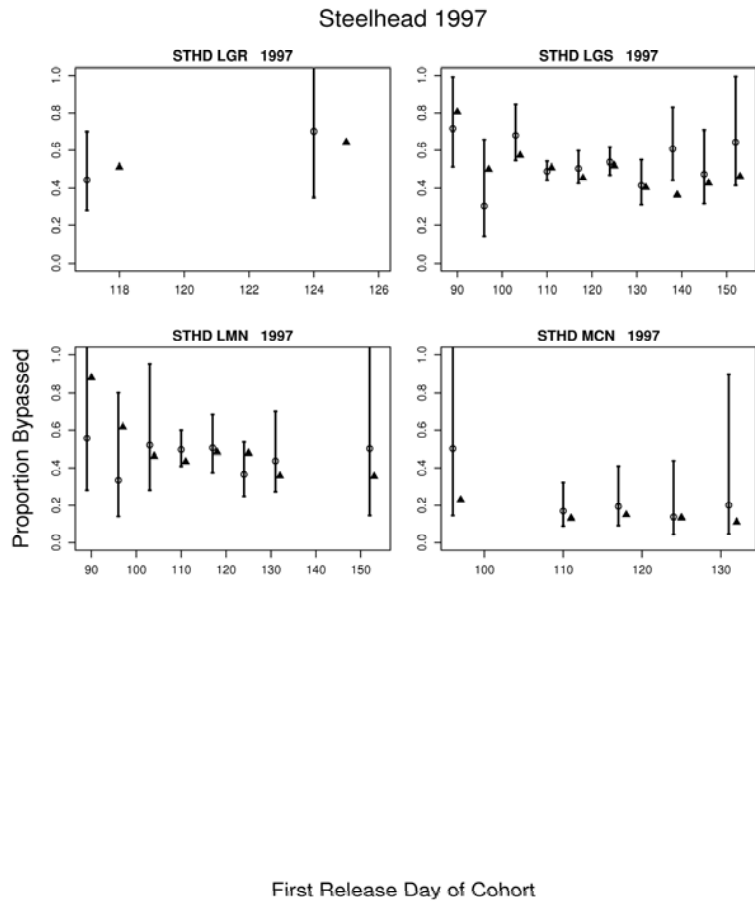 Steelhead 1997
STHD LGR 1997
STHD LGS 1997
0.0 0.2 0.4 0.6 0.8 1.0
118 120 122 124 126
0.0 0.2 0.4 0.6 0.8 1.0
90 100 110 120 130 140 150
STHD LMN 1997
STHD MCN 1997
Proportion Bypassed
0.0 0.2 0.4 0.6 0.8 1.0
90 100 110 120 130 140 150
0.0 0.2 0.4 0.6 0.8 1.0
100 110 120 130
First Release Day of Cohort